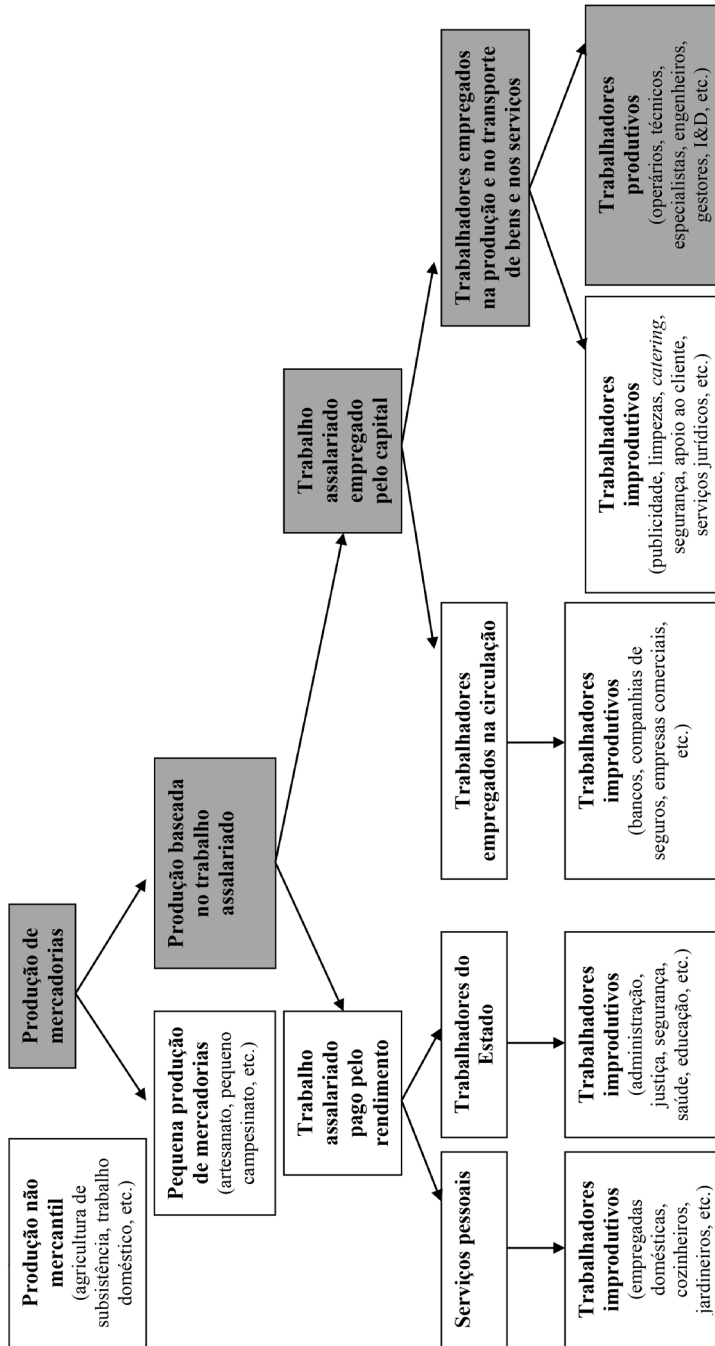 Produção não
mercantil
(agricultura de
subsistência, trabalho
doméstico, etc.)
Produção de
mercadorias
Pequena produção
de mercadorias
(artesanato, pequeno
campesinato, etc.)
Produção baseada
no trabalho
assalariado
Trabalho
assalariado
pago pelo
rendimento
Trabalho
assalariado
empregado
pelo capital
Serviços pessoais
Trabalhadores do
Estado
Trabalhadores
empregados na circulação
Trabalhadores empregados
na produção e no transporte
de bens e nos serviços
Trabalhadores
improdutivos
(empregadas
domésticas,
cozinheiros,
jardineiros, etc.)
Trabalhadores
improdutivos
(administração,
justiça, segurança,
saúde, educação, etc.)
Trabalhadores
improdutivos
(bancos, companhias de
seguros, empresas comerciais,
etc.)
Trabalhadores
improdutivos
(publicidade, limpezas, catering,
segurança, apoio ao cliente,
serviços jurídicos, etc.)
Trabalhadores
produtivos
(operários, técnicos,
especialistas, engenheiros,
gestores, I&D, etc.)